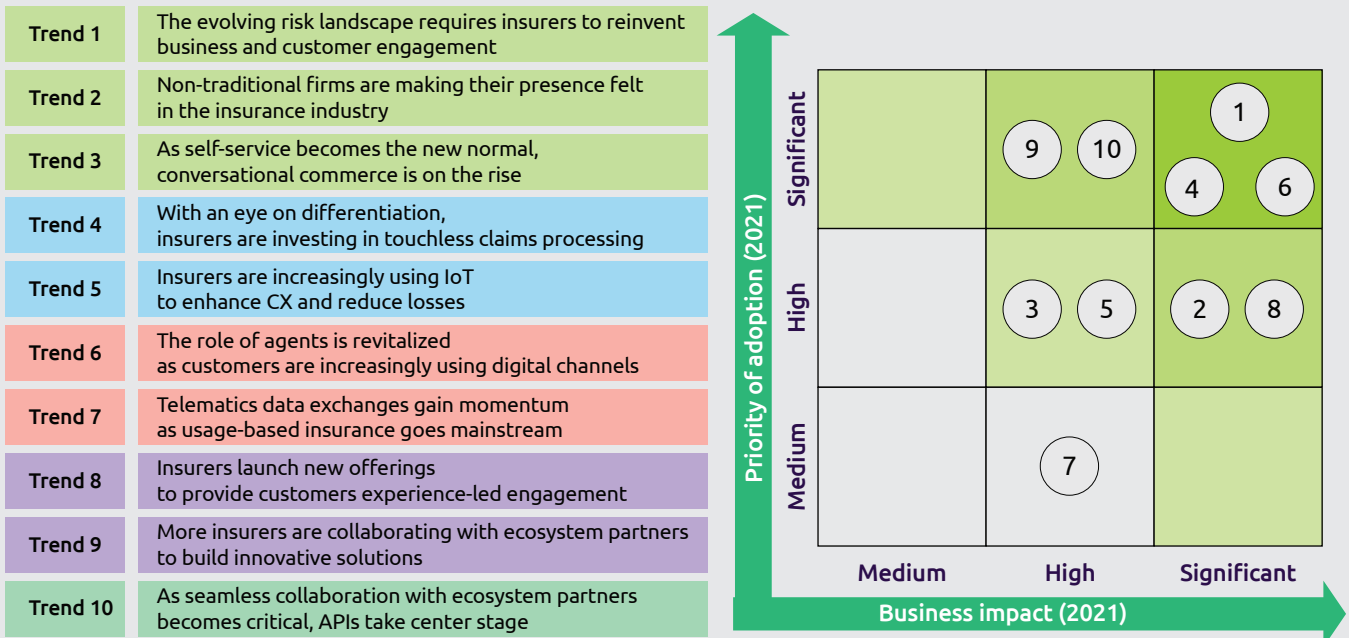 Trend 1
The evolving risk landscape requires insurers to reinvent
business and customer engagement
Trend 2
Non-traditional firms are making their presence felt
in the insurance industry
Trend 3
As self-service becomes the new normal,
conversational commerce is on the rise
Trend 4
With an eye on differentiation,
insurers are investing in touchless claims processing
Trend 5
Insurers are increasingly using IoT
to enhance CX and reduce losses
Trend 6
The role of agents is revitalized
as customers are increasingly using digital channels
Trend 7
Telematics data exchanges gain momentum
as usage-based insurance goes mainstream
Trend 8
Insurers launch new offerings
to provide customers experience-led engagement
Trend 9
More insurers are collaborating with ecosystem partners
to build innovative solutions
Trend 10
As seamless collaboration with ecosystem partners
becomes critical, APIs take center stage
Priority of adoption (2021)
Significant
High
Medium
1
9 10
4 6
3 5 2 8
7
Medium High Significant
Business impact (2021)